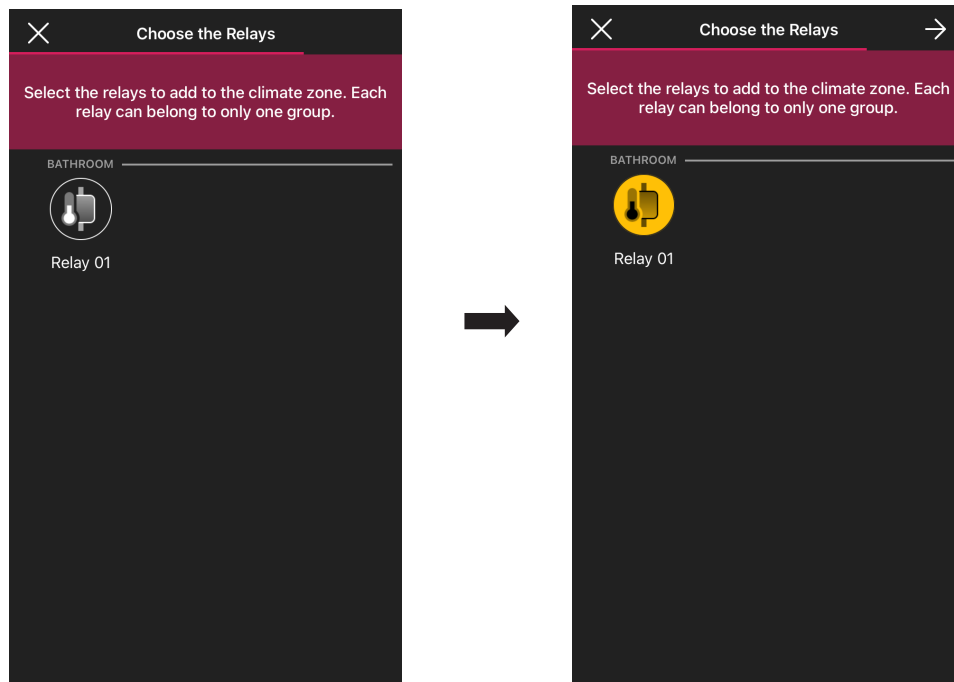 Choose the Relays
Select the relays to add to the climate zone. Each
relay can belong to only one group.
BATHROOM
Relay 01
Choose the Relays
Select the relays to add to the climate zone. Each
relay can belong to only one group.
BATHROOM
Relay 01